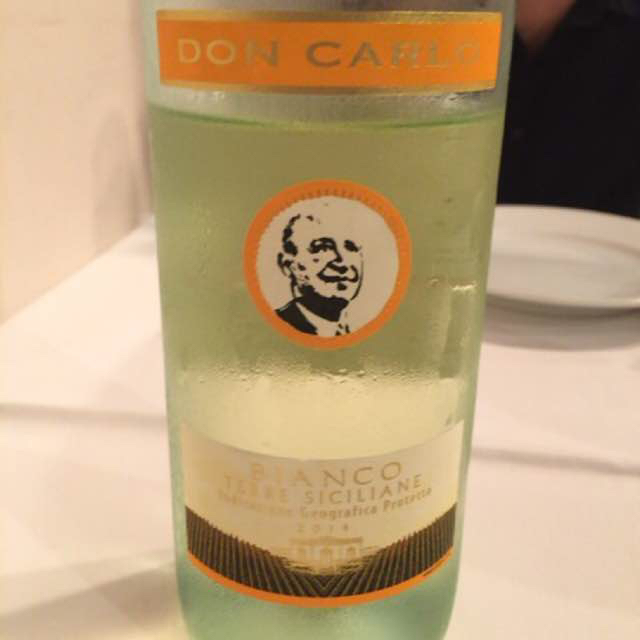 DON CARLO
BIANCO
TERRE SICILIANE
Indicazione Geografica Protetta
2014